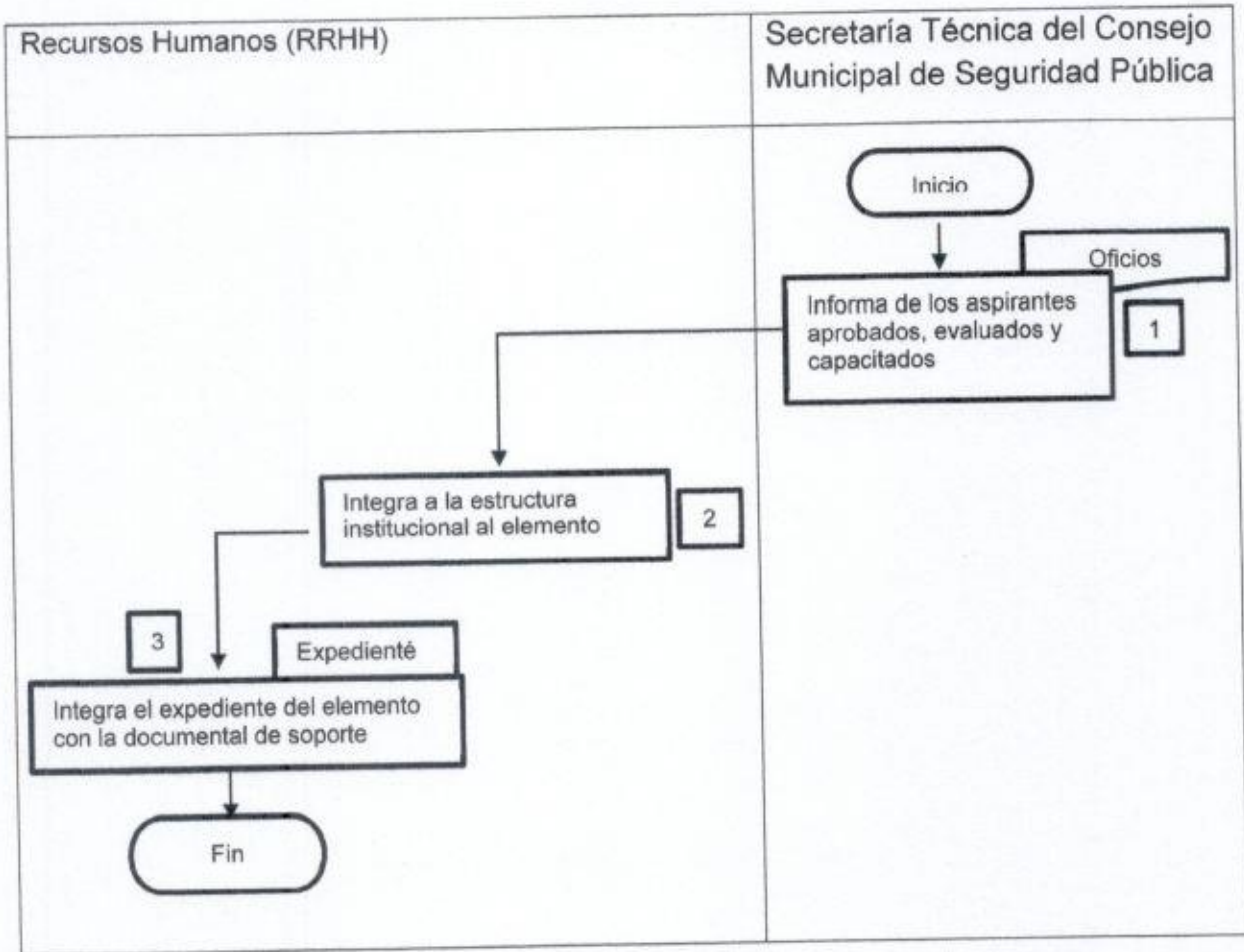 Recursos Humanos (RRHH)
Secretaría Técnica del Consejo
Municipal de Seguridad Pública
Inicio
Oficios
Informa de los aspirantes
aprobados, evaluados y
capacitados
1
Integra a la estructura
institucional al elemento
2
3
Expedienté
Integra el expediente del elemento
con la documental de soporte
Fin